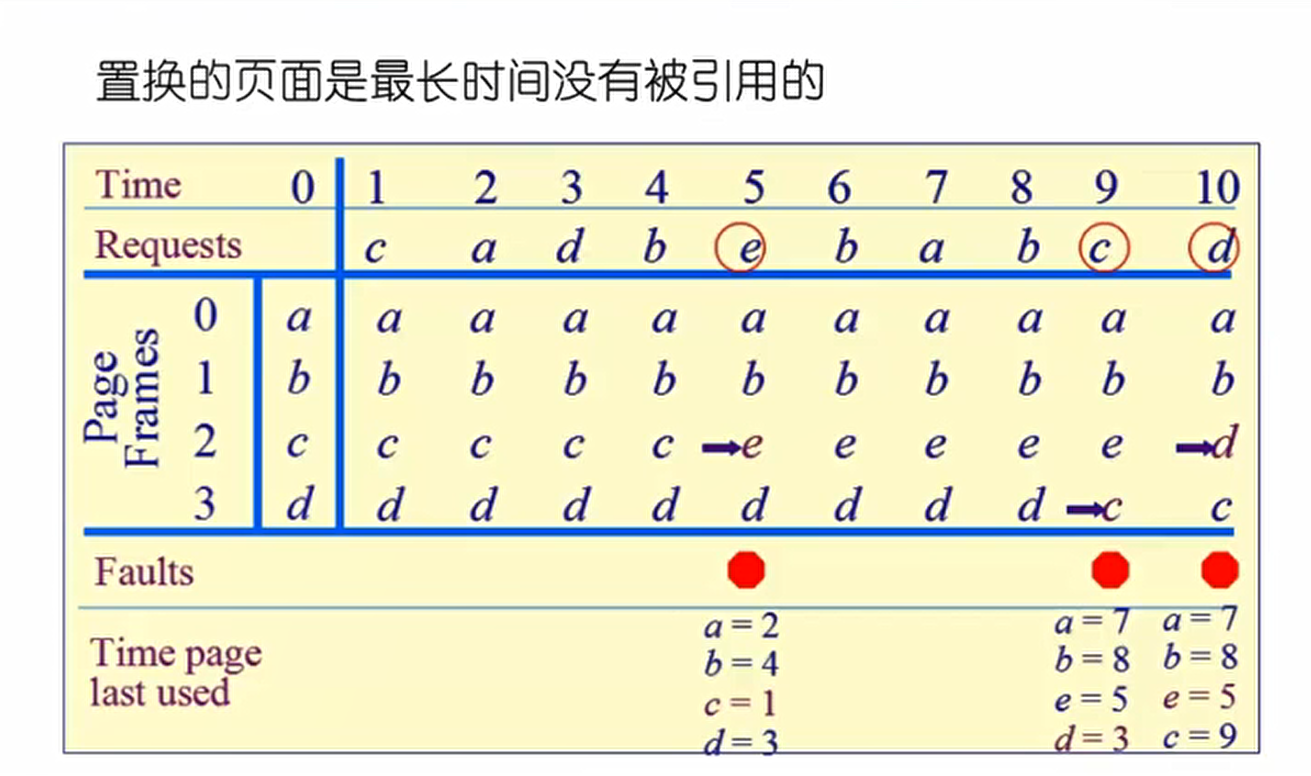 置换的页面是最长时间没有被引用的
Time 0 1 2 3 4 5 6 7 8 9 10
Requests c a d b e b a b c d
Page Frames
0 a a a a a a a a a a a
1 b b b b b b b b b b b
2 c c c c c e e e e e d
3 d d d d d d d d d c c
Faults
Time page last used
a = 2 a = 7 a = 7
b = 4 b = 8 b = 8
c = 1 e = 5 e = 5
d = 3 d = 3 c = 9